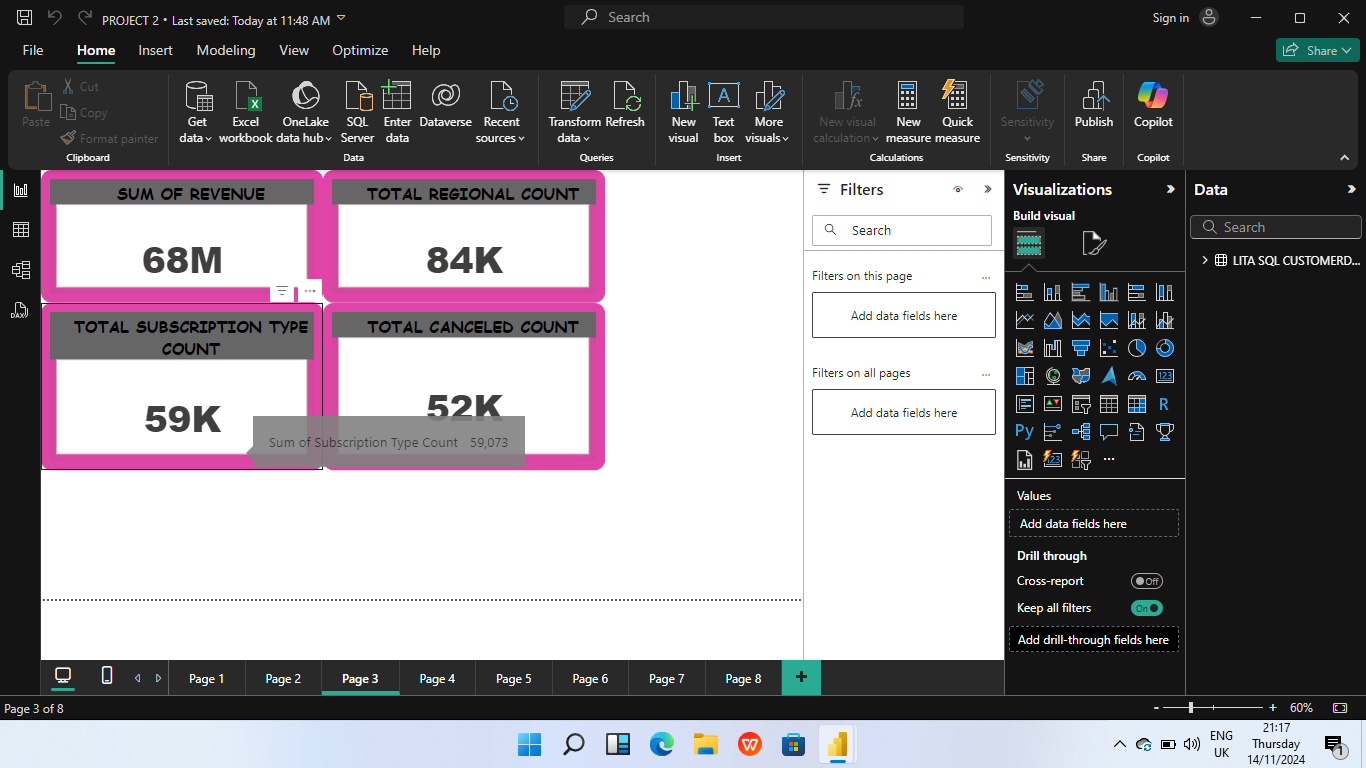 PROJECT 2 • Last saved: Today at 11:48 AM
Search
Sign in
File Home Insert Modeling View Optimize Help
Share
Paste
Cut
Copy
Format painter
Clipboard
Get data
Excel workbook
OneLake data hub
SQL Server
Enter data
Dataverse
Recent sources
Data
Transform data
Refresh
Queries
New visual
Text box
More visuals
Insert
New visual calculation
New measure
Quick measure
Calculations
Sensitivity
Sensitivity
Publish
Share
Copilot
Copilot
SUM OF REVENUE
68M
TOTAL REGIONAL COUNT
84K
TOTAL SUBSCRIPTION TYPE
COUNT
59K
TOTAL CANCELED COUNT
52K
Sum of Subscription Type Count 59,073
Filters
Search
Filters on this page
Add data fields here
Filters on all pages
Add data fields here
Visualizations
Build visual
123
R
Py
123
Values
Add data fields here
Drill through
Cross-report
Off
Keep all filters
On
Add drill-through fields here
Data
Search
LITA SQL CUSTOMERD...
DAX
Page 1 Page 2 Page 3 Page 4 Page 5 Page 6 Page 7 Page 8 +
Page 3 of 8
- + 60%
W
ENG
UK
21:17
Thursday
14/11/2024
1